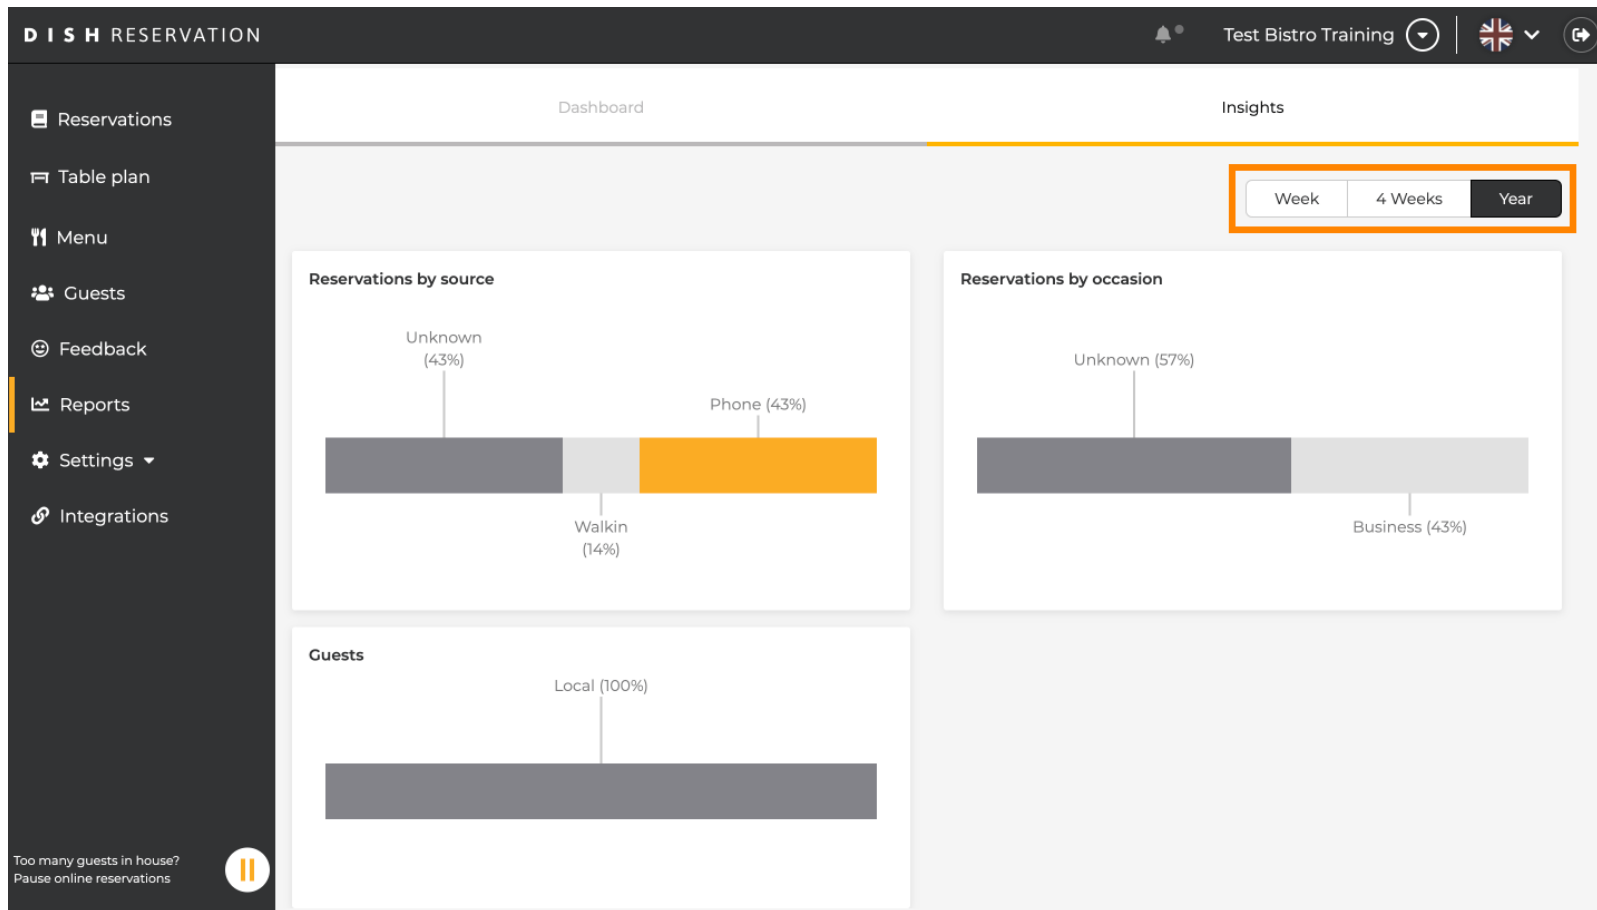 DISH RESERVATION
Test Bistro Training
Reservations
Table plan
Menu
Guests
Feedback
Reports
Settings
Integrations
Too many guests in house?
Pause online reservations
Dashboard
Insights
Week
4 Weeks
Year
Reservations by source
Unknown
(43%)
Phone (43%)
Walkin
(14%)
Reservations by occasion
Unknown (57%)
Business (43%)
Guests
Local (100%)